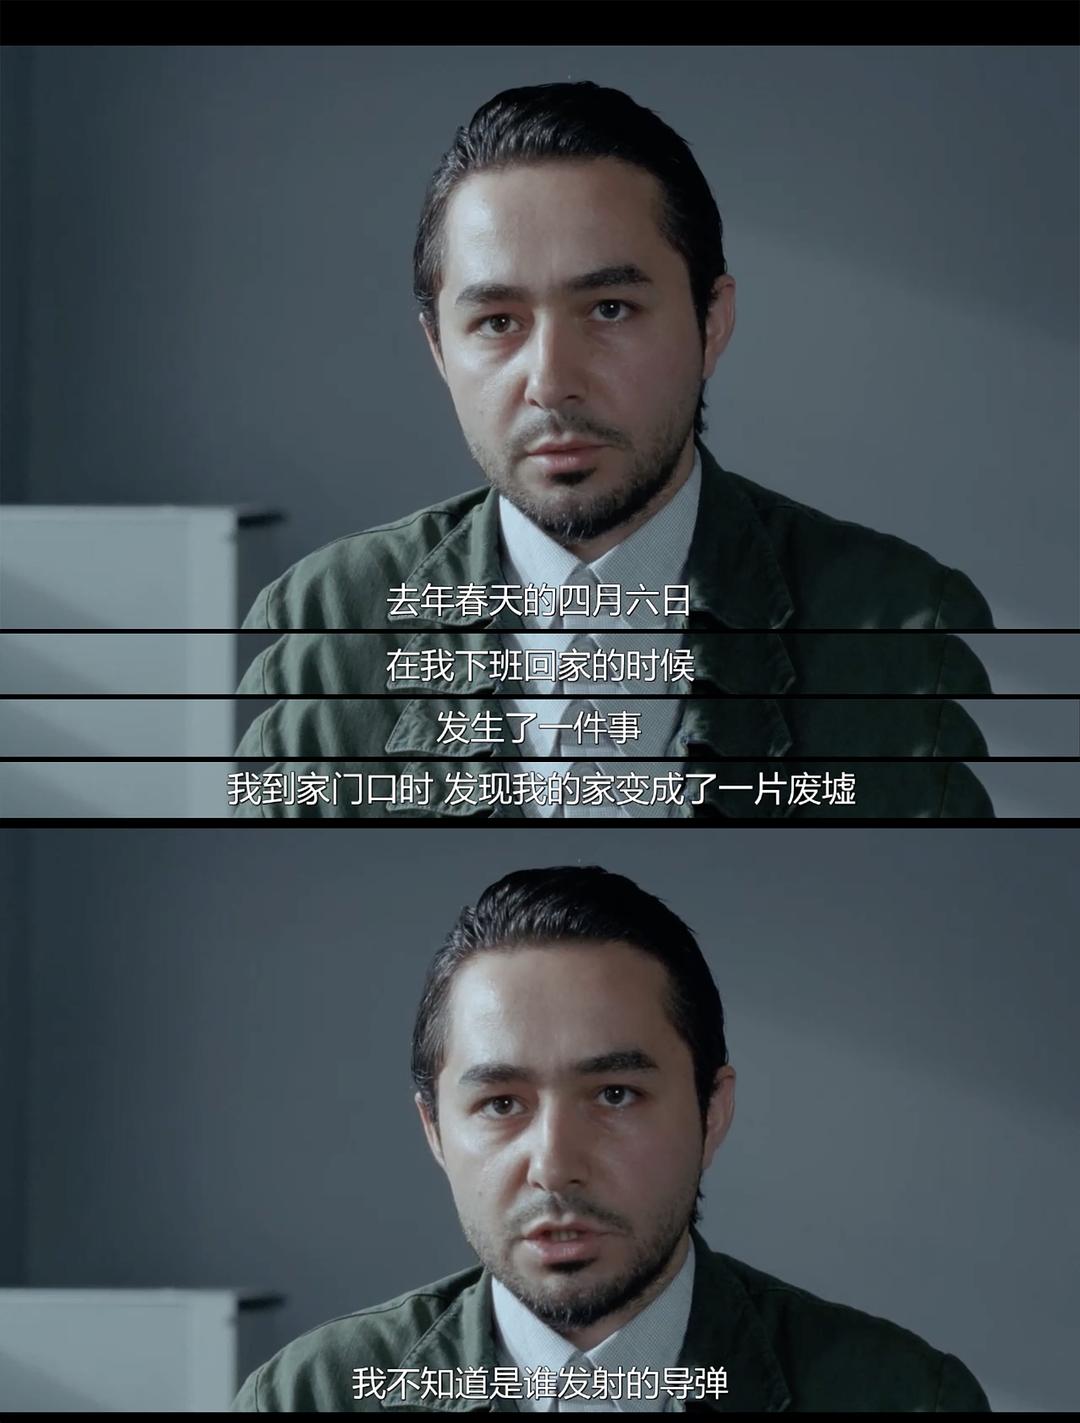 去年春天的四月六日
在我下班回家的时候
发生了一件事
我到家门口时 发现我的家变成了一片废墟
我不知道是谁发射的导弹